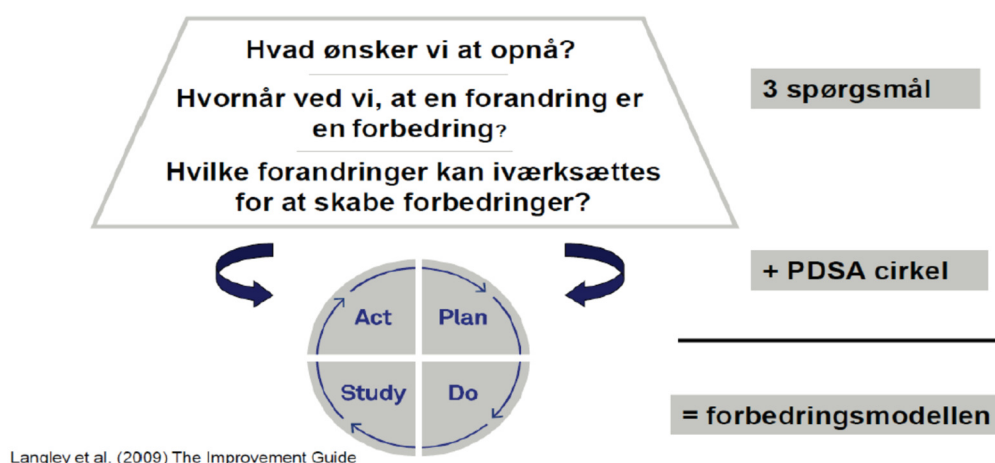 Hvad ønsker vi at opnå?
Hvornår ved vi, at en forandring er
en forbedring?
Hvilke forandringer kan iværksættes
for at skabe forbedringer?
3 spørgsmål
+ PDSA cirkel
Act
Plan
Study
Do
= forbedringsmodellen
Langley et al. (2009) The Improvement Guide